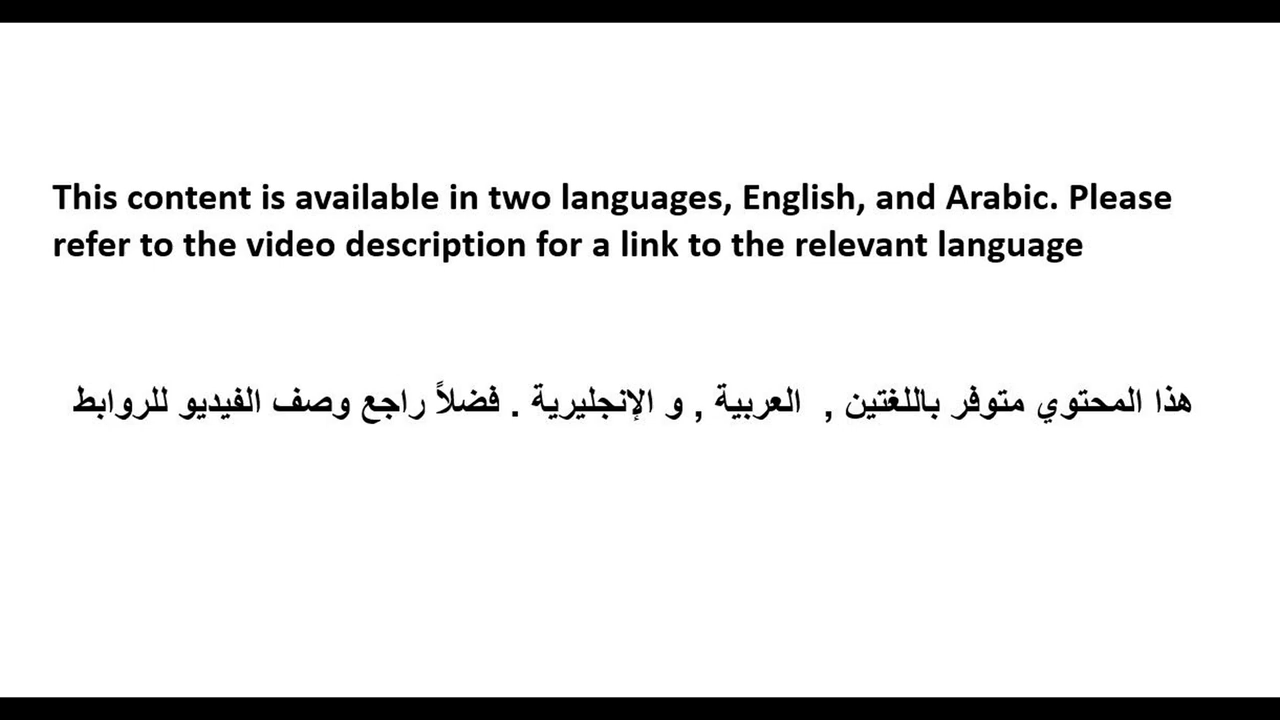 This content is available in two languages, English, and Arabic. Please
refer to the video description for a link to the relevant language
هذا المحتوي متوفر باللغتين , العربية , و الإنجليرية . فضلاً راجع وصف الفيديو للروابط